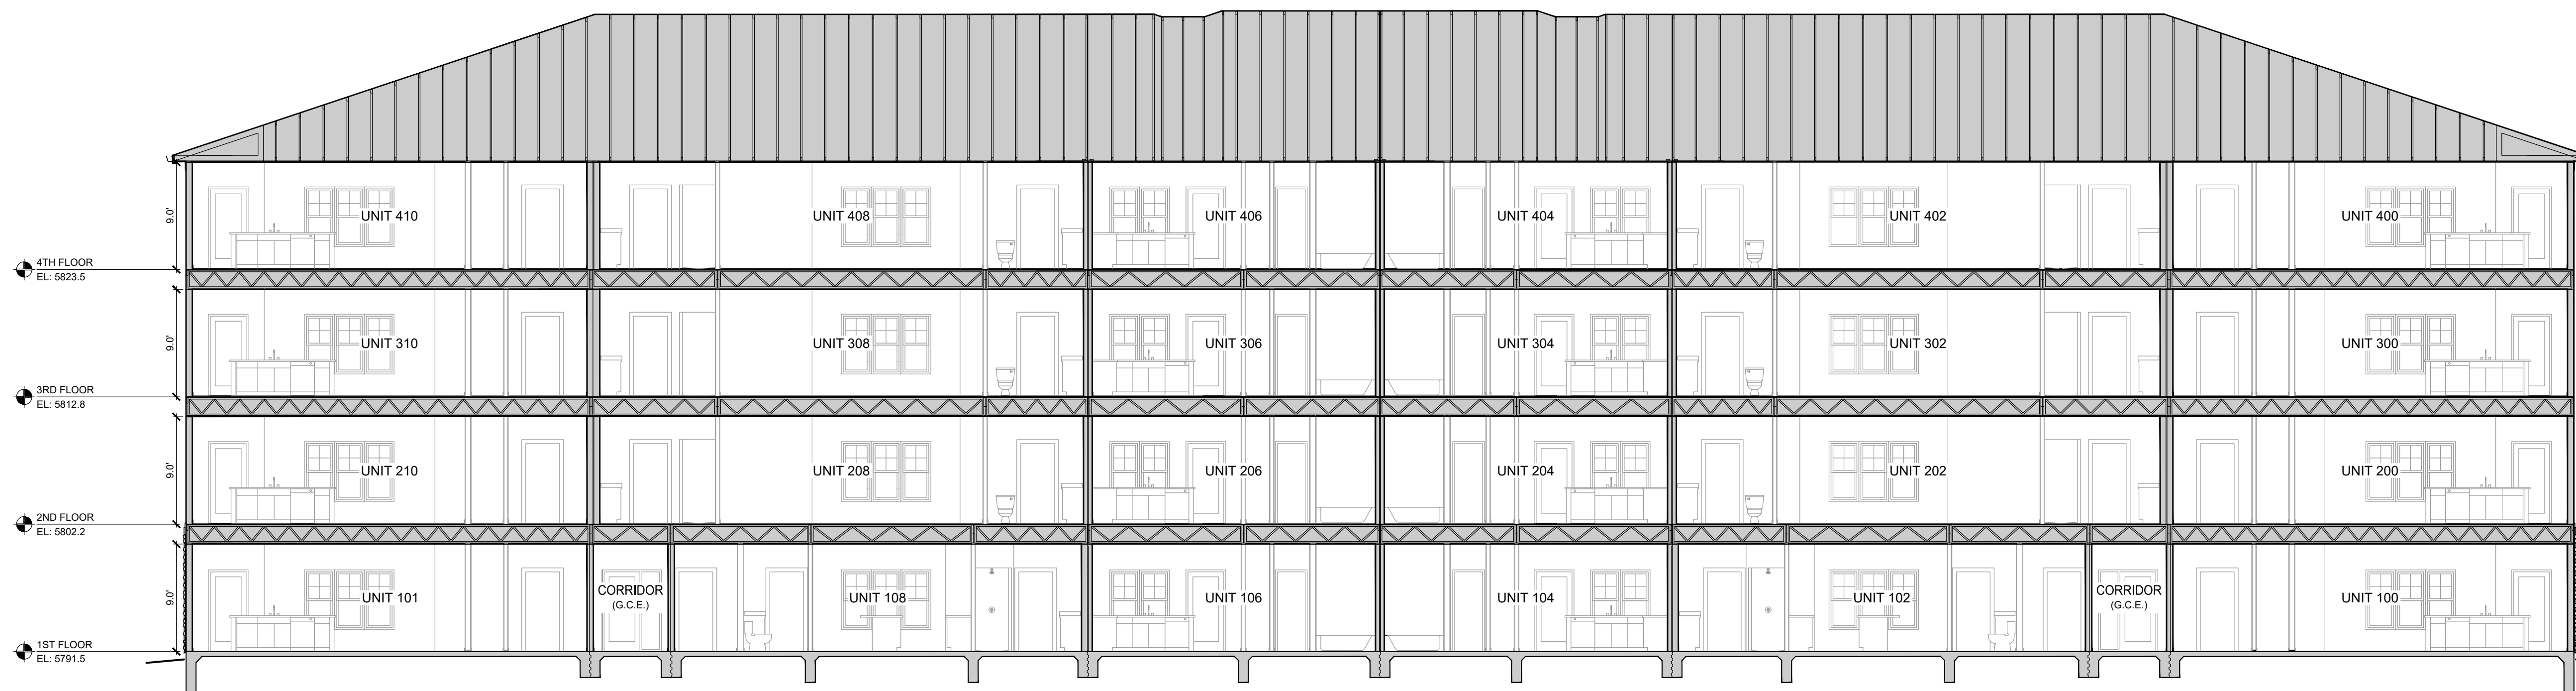 9.0'
UNIT 410
UNIT 408
UNIT 406
UNIT 404
UNIT 402
UNIT 400
4TH FLOOR
EL: 5823.5
9.0'
UNIT 310
UNIT 308
UNIT 306
UNIT 304
UNIT 302
UNIT 300
3RD FLOOR
EL: 5812.8
9.0'
UNIT 210
UNIT 208
UNIT 206
UNIT 204
UNIT 202
UNIT 200
2ND FLOOR
EL: 5802.2
9.0'
UNIT 101
CORRIDOR
(G.C.E.)
UNIT 108
UNIT 106
UNIT 104
UNIT 102
CORRIDOR
(G.C.E.)
UNIT 100
1ST FLOOR
EL: 5791.5